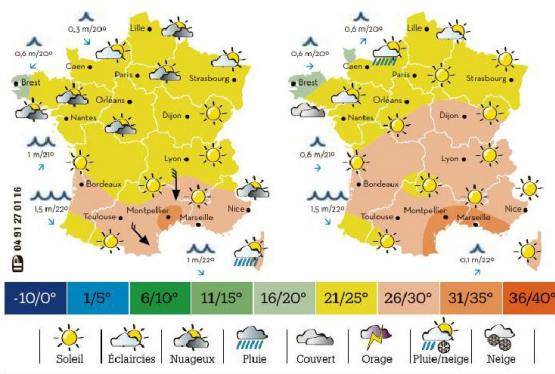 0,3 m/20°
Lille
0,6 m/20°
Caen
Paris
Strasbourg
Brest
Orléans
Nantes
Dijon
1 m/21°
Lyon
Bordeaux
1,5 m/22°
Toulouse
Montpellier
Marseille
Nice
1 m/22°
IP 04 91 27 01 16
0,6 m/20°
Lille
0,6 m/20°
Caen
Paris
Strasbourg
Brest
Orléans
Nantes
Dijon
0,6 m/21°
Lyon
Bordeaux
1,5 m/22°
Toulouse
Montpellier
Marseille
Nice
0,1 m/22°
-10/0° 1/5° 6/10° 11/15° 16/20° 21/25° 26/30° 31/35° 36/40°
Soleil Éclaircies Nuageux Pluie Couvert Orage Pluie/neige Neige